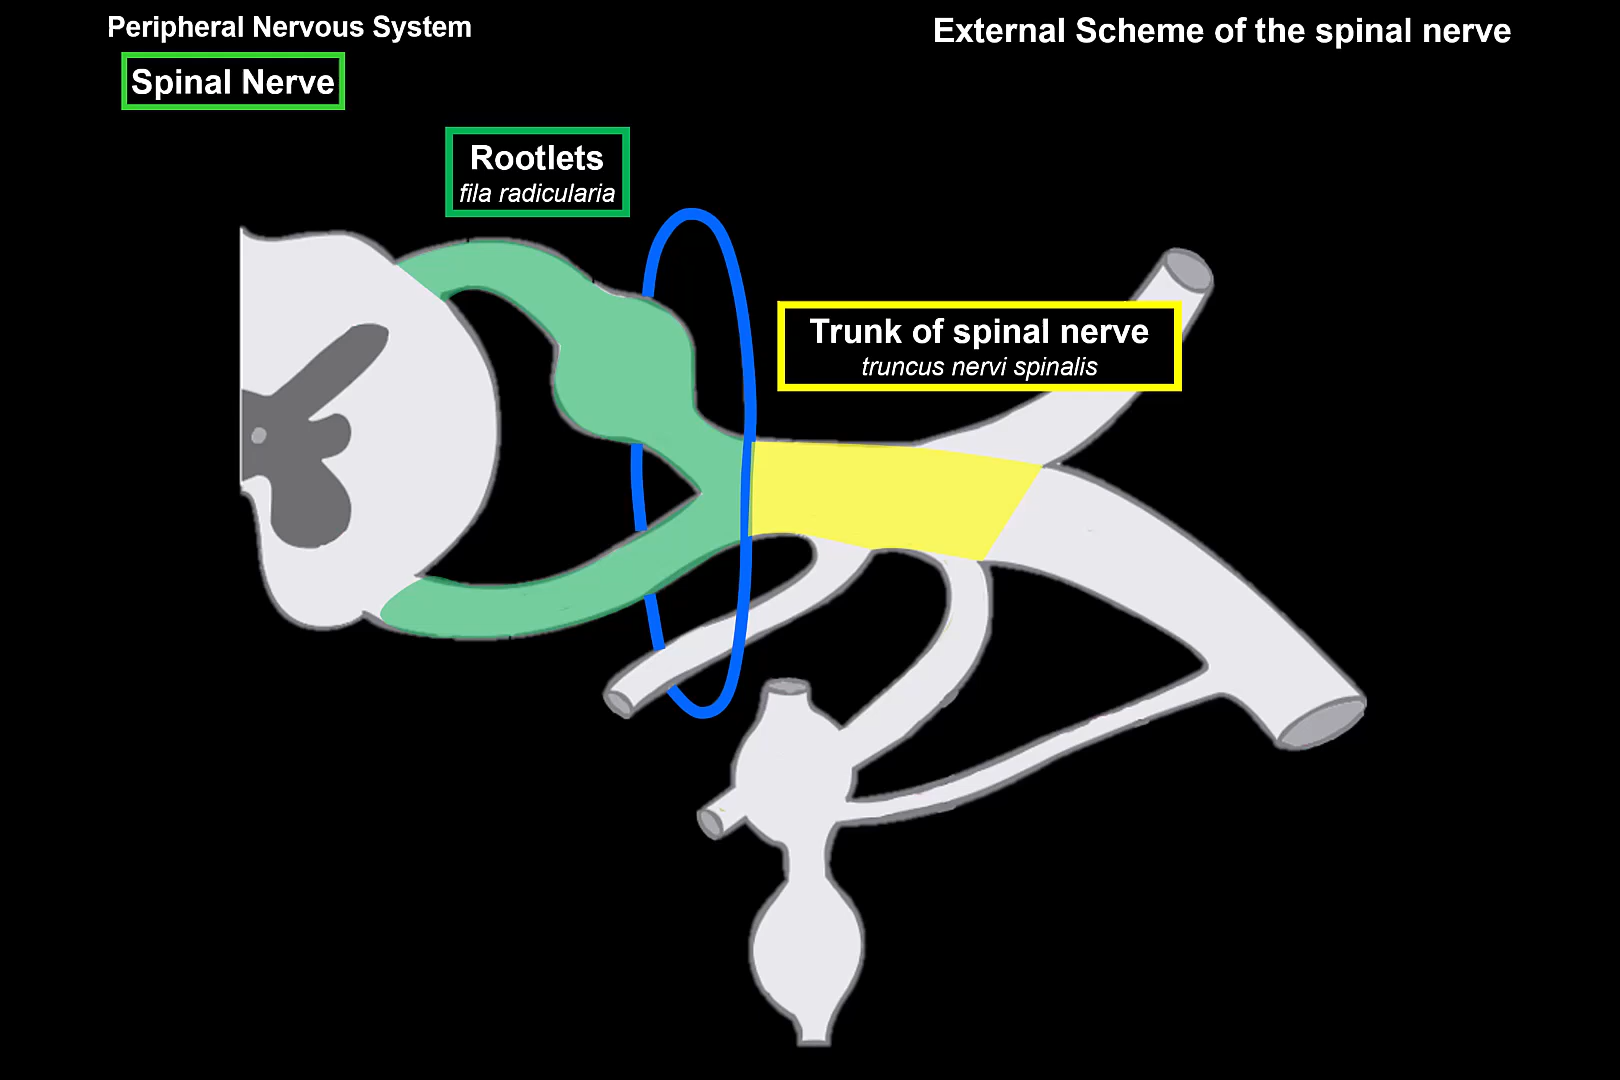 Peripheral Nervous System
External Scheme of the spinal nerve
Spinal Nerve
Rootlets
fila radicularia
Trunk of spinal nerve
truncus nervi spinalis